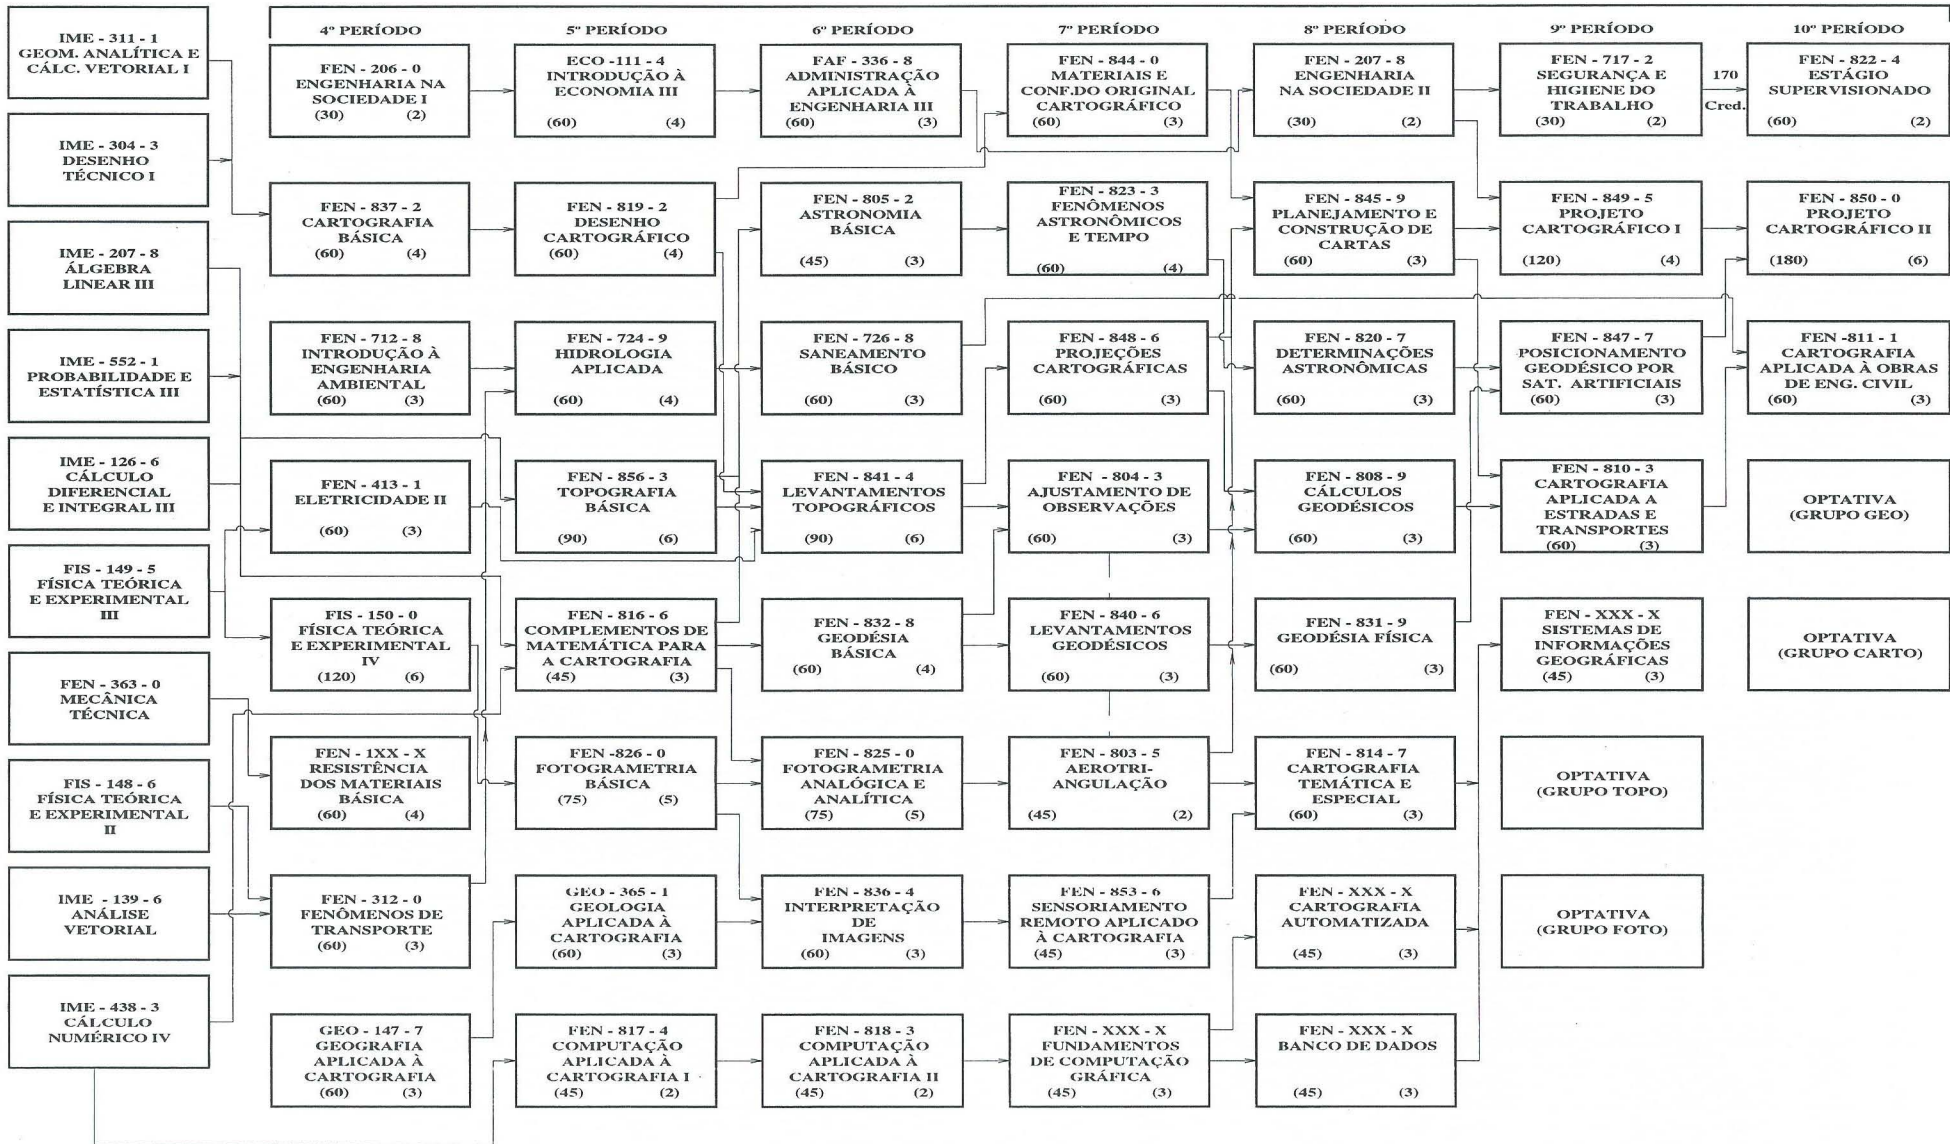 IME - 311 - 1
GEOM. ANALÍTICA E
CÁLC. VETORIAL I
IME - 304 - 3
DESENHO
TÉCNICO I
IME - 207 - 8
ÁLGEBRA
LINEAR III
IME - 552 - 1
PROBABILIDADE E
ESTATÍSTICA III
IME - 126 - 6
CÁLCULO
DIFERENCIAL
E INTEGRAL III
FIS - 149 - 5
FÍSICA TEÓRICA
E EXPERIMENTAL
III
FEN - 363 - 0
MECÂNICA
TÉCNICA
FIS - 148 - 6
FÍSICA TEÓRICA
E EXPERIMENTAL
II
IME - 139 - 6
ANÁLISE
VETORIAL
IME - 438 - 3
CÁLCULO
NUMÉRICO IV
4º PERÍODO
FEN - 206 - 0
ENGENHARIA NA
SOCIEDADE I
(30) (2)
FEN - 837 - 2
CARTOGRAFIA
BÁSICA
(60) (4)
FEN - 712 - 8
INTRODUÇÃO À
ENGENHARIA
AMBIENTAL
(60) (3)
FEN - 413 - 1
ELETRICIDADE II
(60) (3)
FIS - 150 - 0
FÍSICA TEÓRICA
E EXPERIMENTAL
IV
(120) (6)
FEN - 1XX - X
RESISTÊNCIA
DOS MATERIAIS
BÁSICA
(60) (4)
FEN - 312 - 0
FENÔMENOS DE
TRANSPORTE
(60) (3)
GEO - 147 - 7
GEOGRAFIA
APLICADA À
CARTOGRAFIA
(60) (3)
5º PERÍODO
ECO -111 - 4
INTRODUÇÃO À
ECONOMIA III
(60) (4)
FEN - 819 - 2
DESENHO
CARTOGRÁFICO
(60) (4)
FEN - 724 - 9
HIDROLOGIA
APLICADA
(60) (4)
FEN - 856 - 3
TOPOGRAFIA
BÁSICA
(90) (6)
FEN - 816 - 6
COMPLEMENTOS DE
MATEMÁTICA PARA
A CARTOGRAFIA
(45) (3)
FEN -826 - 0
FOTOGRAMETRIA
BÁSICA
(75) (5)
GEO - 365 - 1
GEOLOGIA
APLICADA À
CARTOGRAFIA
(60) (3)
FEN - 817 - 4
COMPUTAÇÃO
APLICADA À
CARTOGRAFIA I
(45) (2)
6º PERÍODO
FAF - 336 - 8
ADMINISTRAÇÃO
APLICADA À
ENGENHARIA III
(60) (3)
FEN - 805 - 2
ASTRONOMIA
BÁSICA
(45) (3)
FEN - 726 - 8
SANEAMENTO
BÁSICO
(60) (3)
FEN - 841 - 4
LEVANTAMENTOS
TOPOGRÁFICOS
(90) (6)
FEN - 832 - 8
GEODÉSIA
BÁSICA
(60) (4)
FEN - 825 - 0
FOTOGRAMETRIA
ANALÓGICA E
ANALÍTICA
(75) (5)
FEN - 836 - 4
INTERPRETAÇÃO
DE
IMAGENS
(60) (3)
FEN - 818 - 3
COMPUTAÇÃO
APLICADA À
CARTOGRAFIA II
(45) (2)
7º PERÍODO
FEN - 844 - 0
MATERIAIS E
CONF.DO ORIGINAL
CARTOGRÁFICO
(60) (3)
FEN - 823 - 3
FENÔMENOS
ASTRONÔMICOS
E TEMPO
(60) (4)
FEN - 848 - 6
PROJEÇÕES
CARTOGRÁFICAS
(60) (3)
FEN - 804 - 3
AJUSTAMENTO DE
OBSERVAÇÕES
(60) (3)
FEN - 840 - 6
LEVANTAMENTOS
GEODÉSICOS
(60) (3)
FEN - 803 - 5
AEROTRI-
ANGULAÇÃO
(45) (2)
FEN - 853 - 6
SENSORIAMENTO
REMOTO APLICADO
À CARTOGRAFIA
(45) (3)
FEN - XXX - X
FUNDAMENTOS
DE COMPUTAÇÃO
GRÁFICA
(45) (3)
8º PERÍODO
FEN - 207 - 8
ENGENHARIA
NA SOCIEDADE II
(30) (2)
FEN - 845 - 9
PLANEJAMENTO E
CONSTRUÇÃO DE
CARTAS
(60) (3)
FEN - 820 - 7
DETERMINAÇÕES
ASTRONÔMICAS
(60) (3)
FEN - 808 - 9
CÁLCULOS
GEODÉSICOS
(60) (3)
FEN - 831 - 9
GEODÉSIA FÍSICA
(60) (3)
FEN - 814 - 7
CARTOGRAFIA
TEMÁTICA E
ESPECIAL
(60) (3)
FEN - XXX - X
CARTOGRAFIA
AUTOMATIZADA
(45) (3)
FEN - XXX - X
BANCO DE DADOS
(45) (3)
9º PERÍODO
FEN - 717 - 2
SEGURANÇA E
HIGIENE DO
TRABALHO
(30) (2)
170
Cred.
FEN - 849 - 5
PROJETO
CARTOGRÁFICO I
(120) (4)
FEN - 847 - 7
POSICIONAMENTO
GEODÉSICO POR
SAT. ARTIFICIAIS
(60) (3)
FEN - 810 - 3
CARTOGRAFIA
APLICADA A
ESTRADAS E
TRANSPORTES
(60) (3)
FEN - XXX - X
SISTEMAS DE
INFORMAÇÕES
GEOGRÁFICAS
(45) (3)
OPTATIVA
(GRUPO TOPO)
OPTATIVA
(GRUPO FOTO)
10º PERÍODO
FEN - 822 - 4
ESTÁGIO
SUPERVISIONADO
(60) (2)
FEN - 850 - 0
PROJETO
CARTOGRÁFICO II
(180) (6)
FEN -811 - 1
CARTOGRAFIA
APLICADA À OBRAS
DE ENG. CIVIL
(60) (3)
OPTATIVA
(GRUPO GEO)
OPTATIVA
(GRUPO CARTO)